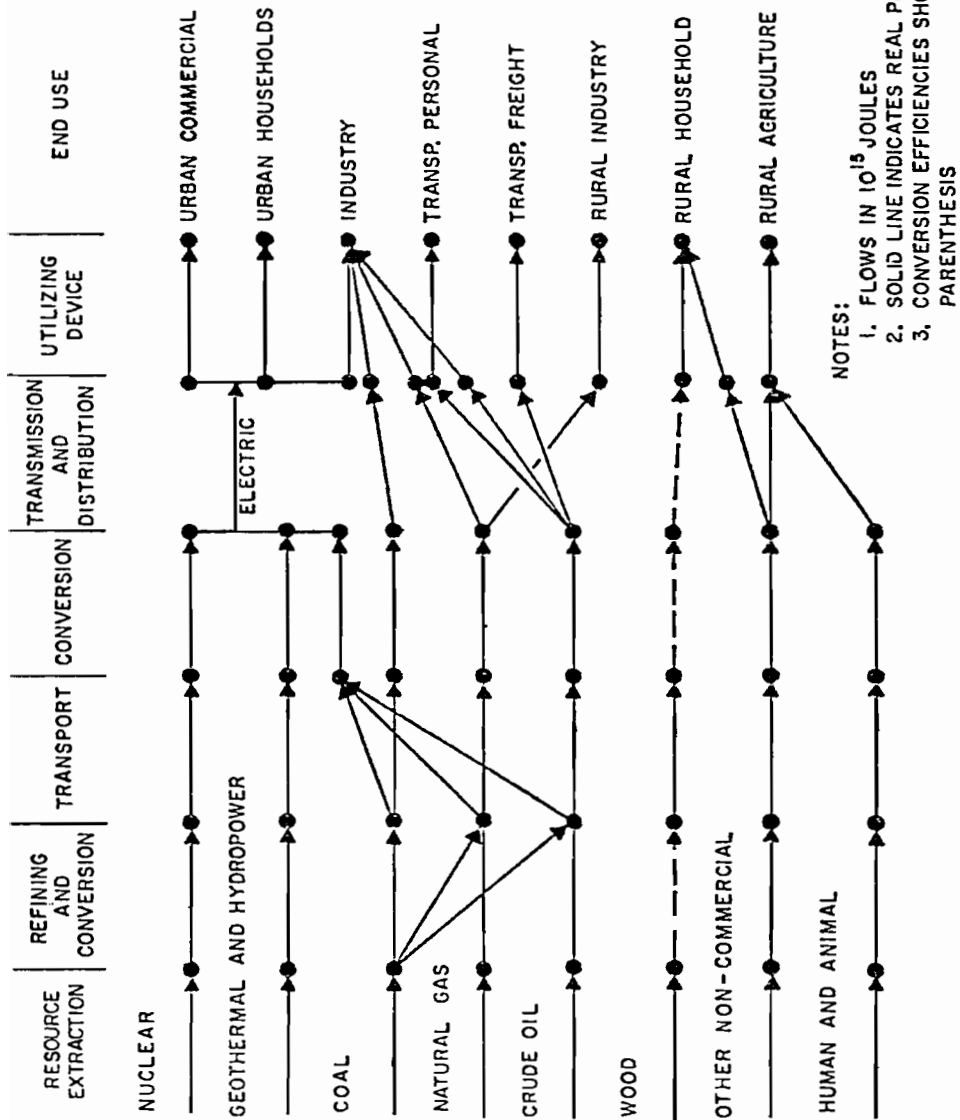 RESOURCE
EXTRACTION
REFINING
AND
CONVERSION
TRANSPORT
CONVERSION
TRANSMISSION
AND
DISTRIBUTION
UTILIZING
DEVICE
END USE
NUCLEAR
GEOTHERMAL AND HYDROPOWER
COAL
NATURAL GAS
CRUDE OIL
WOOD
OTHER NON-COMMERCIAL
HUMAN AND ANIMAL
ELECTRIC
URBAN COMMERCIAL
URBAN HOUSEHOLDS
INDUSTRY
TRANSP. PERSONAL
TRANSP. FREIGHT
RURAL INDUSTRY
RURAL HOUSEHOLD
RURAL AGRICULTURE
NOTES:
1. FLOWS IN 10¹⁵ JOULES
2. SOLID LINE INDICATES REAL
3. CONVERSION EFFICIENCIES
PARENTHESIS